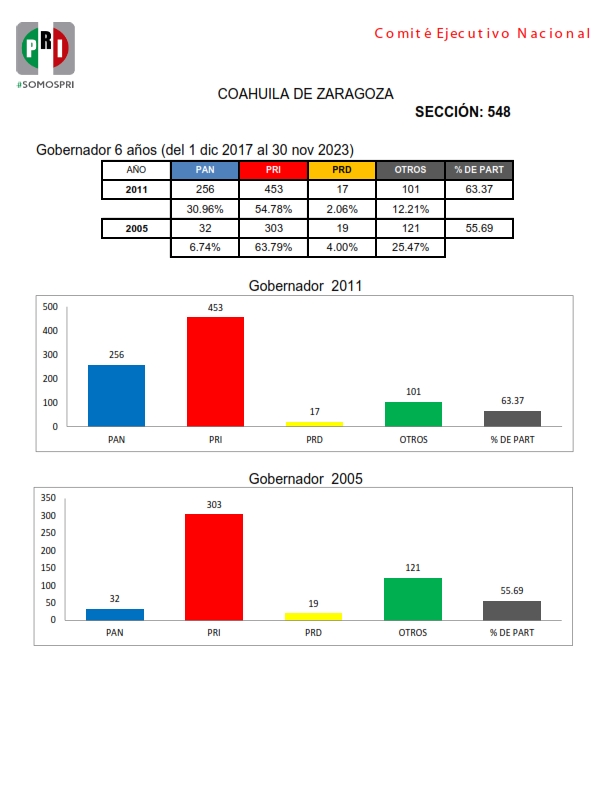 Comité Ejecutivo Nacional
PRI
#SOMOSPRI
COAHUILA DE ZARAGOZA
SECCIÓN: 548
Gobernador 6 años (del 1 dic 2017 al 30 nov 2023)
AÑO PAN PRI PRD OTROS % DE PART
2011 256 453 17 101 63.37
30.96% 54.78% 2.06% 12.21%
2005 32 303 19 121 55.69
6.74% 63.79% 4.00% 25.47%
Gobernador 2011
500
400
300
200
100
0
256
453
17
101
63.37
PAN PRI PRD OTROS % DE PART
Gobernador 2005
350
300
250
200
150
100
50
0
32
303
19
121
55.69
PAN PRI PRD OTROS % DE PART